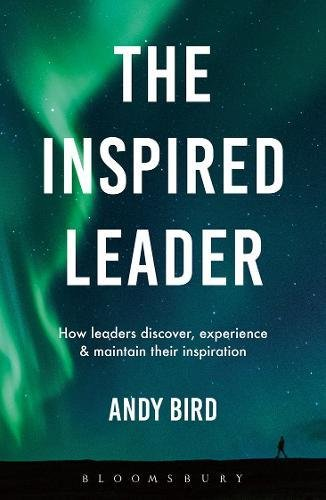 THE
INSPIRED
LEADER
How leaders discover, experience
& maintain their inspiration
ANDY BIRD
BLOOMSBURY